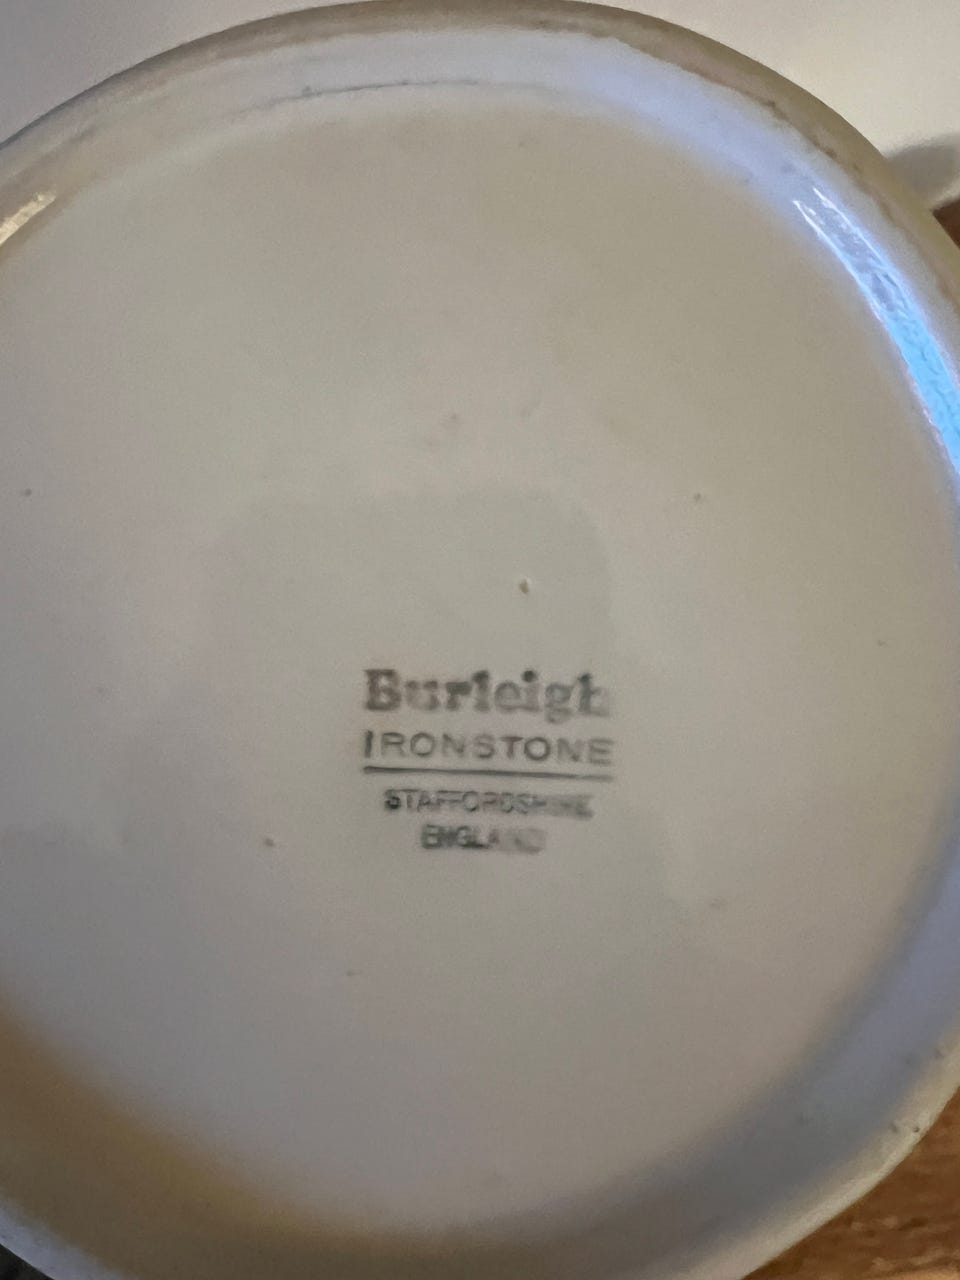 Burleigh
IRONSTONE
STAFFORDSHIRE
ENGLAND